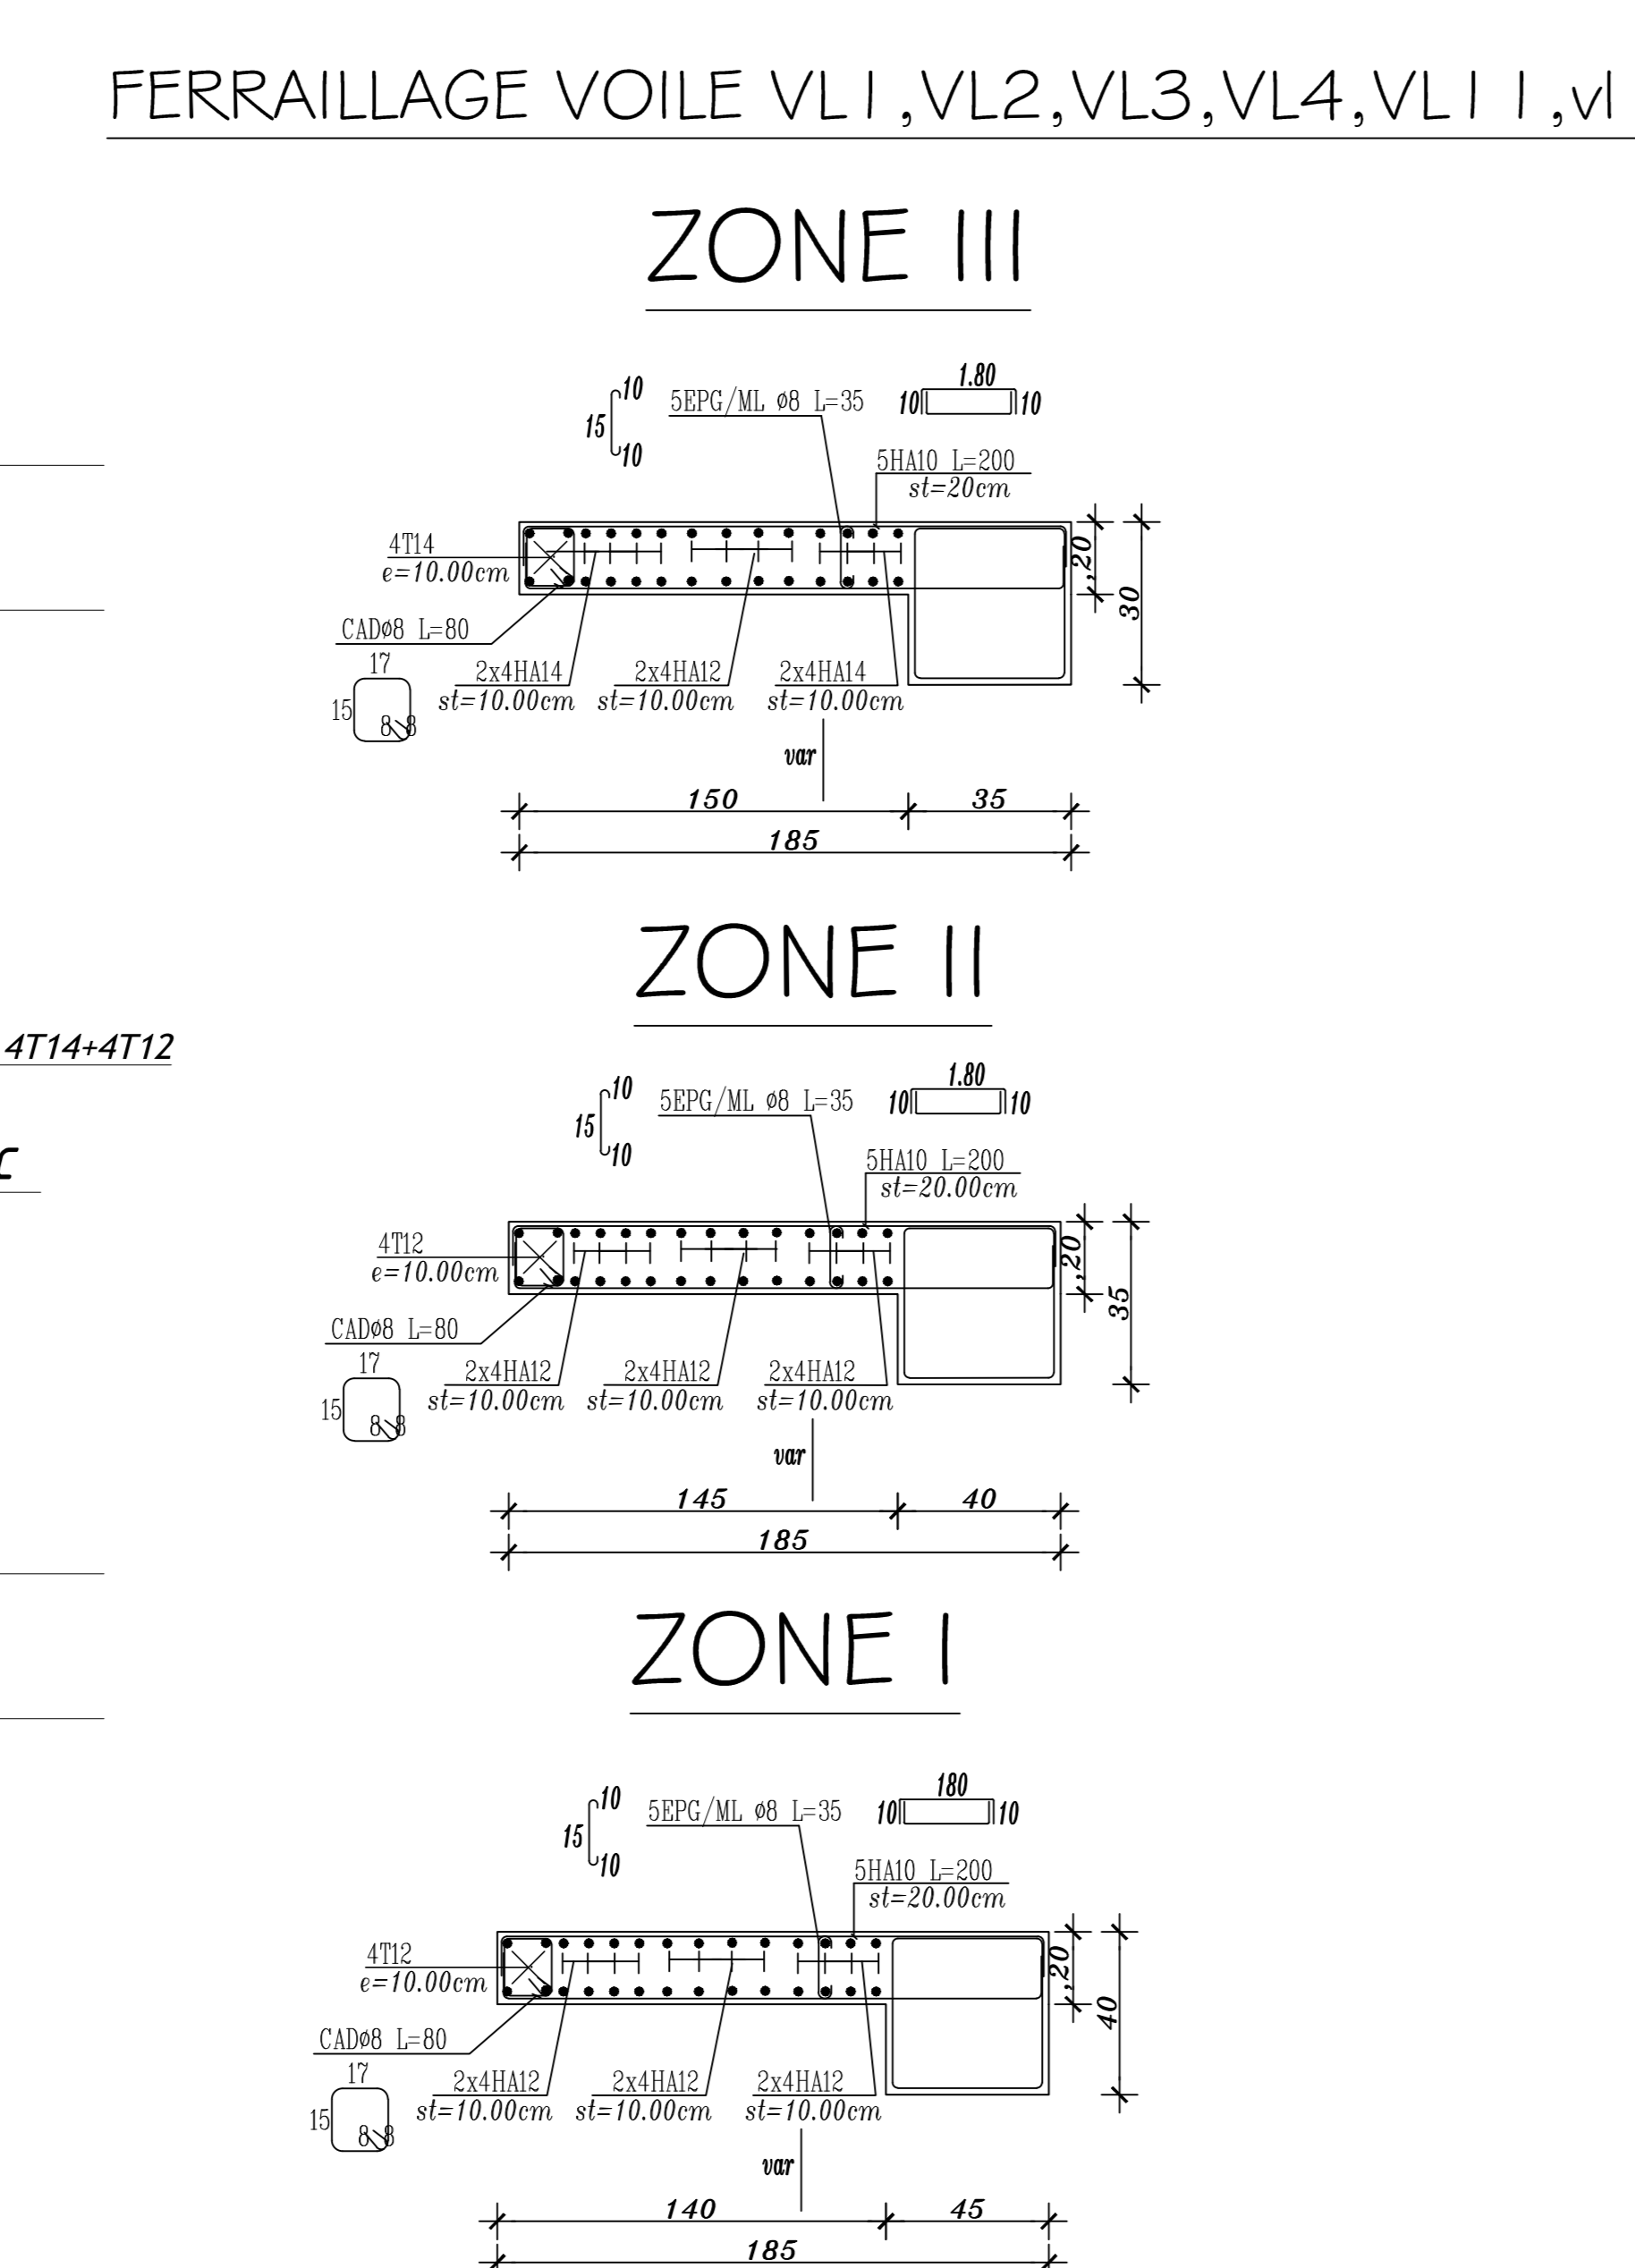 FERRAILLAGE VOILE VL1,VL2,VL3,VL4,VL11,vl
ZONE III
10
15
10
5EPG/ML ø8 L=35
1.80
10
10
5HA10 L=200
st=20cm
4T14
e=10.00cm
,20
30
CADø8 L=80
17
15
8
8
2x4HA14
st=10.00cm
2x4HA12
st=10.00cm
2x4HA14
st=10.00cm
var
150
35
185
ZONE II
4T14+4T12
10
15
10
5EPG/ML ø8 L=35
1.80
10
10
5HA10 L=200
st=20.00cm
4T12
e=10.00cm
,20
35
CADø8 L=80
17
15
8
8
2x4HA12
st=10.00cm
2x4HA12
st=10.00cm
2x4HA12
st=10.00cm
var
145
40
185
ZONE I
10
15
10
5EPG/ML ø8 L=35
180
10
10
5HA10 L=200
st=20.00cm
4T12
e=10.00cm
,20
40
CADø8 L=80
17
15
8
8
2x4HA12
st=10.00cm
2x4HA12
st=10.00cm
2x4HA12
st=10.00cm
var
140
45
185